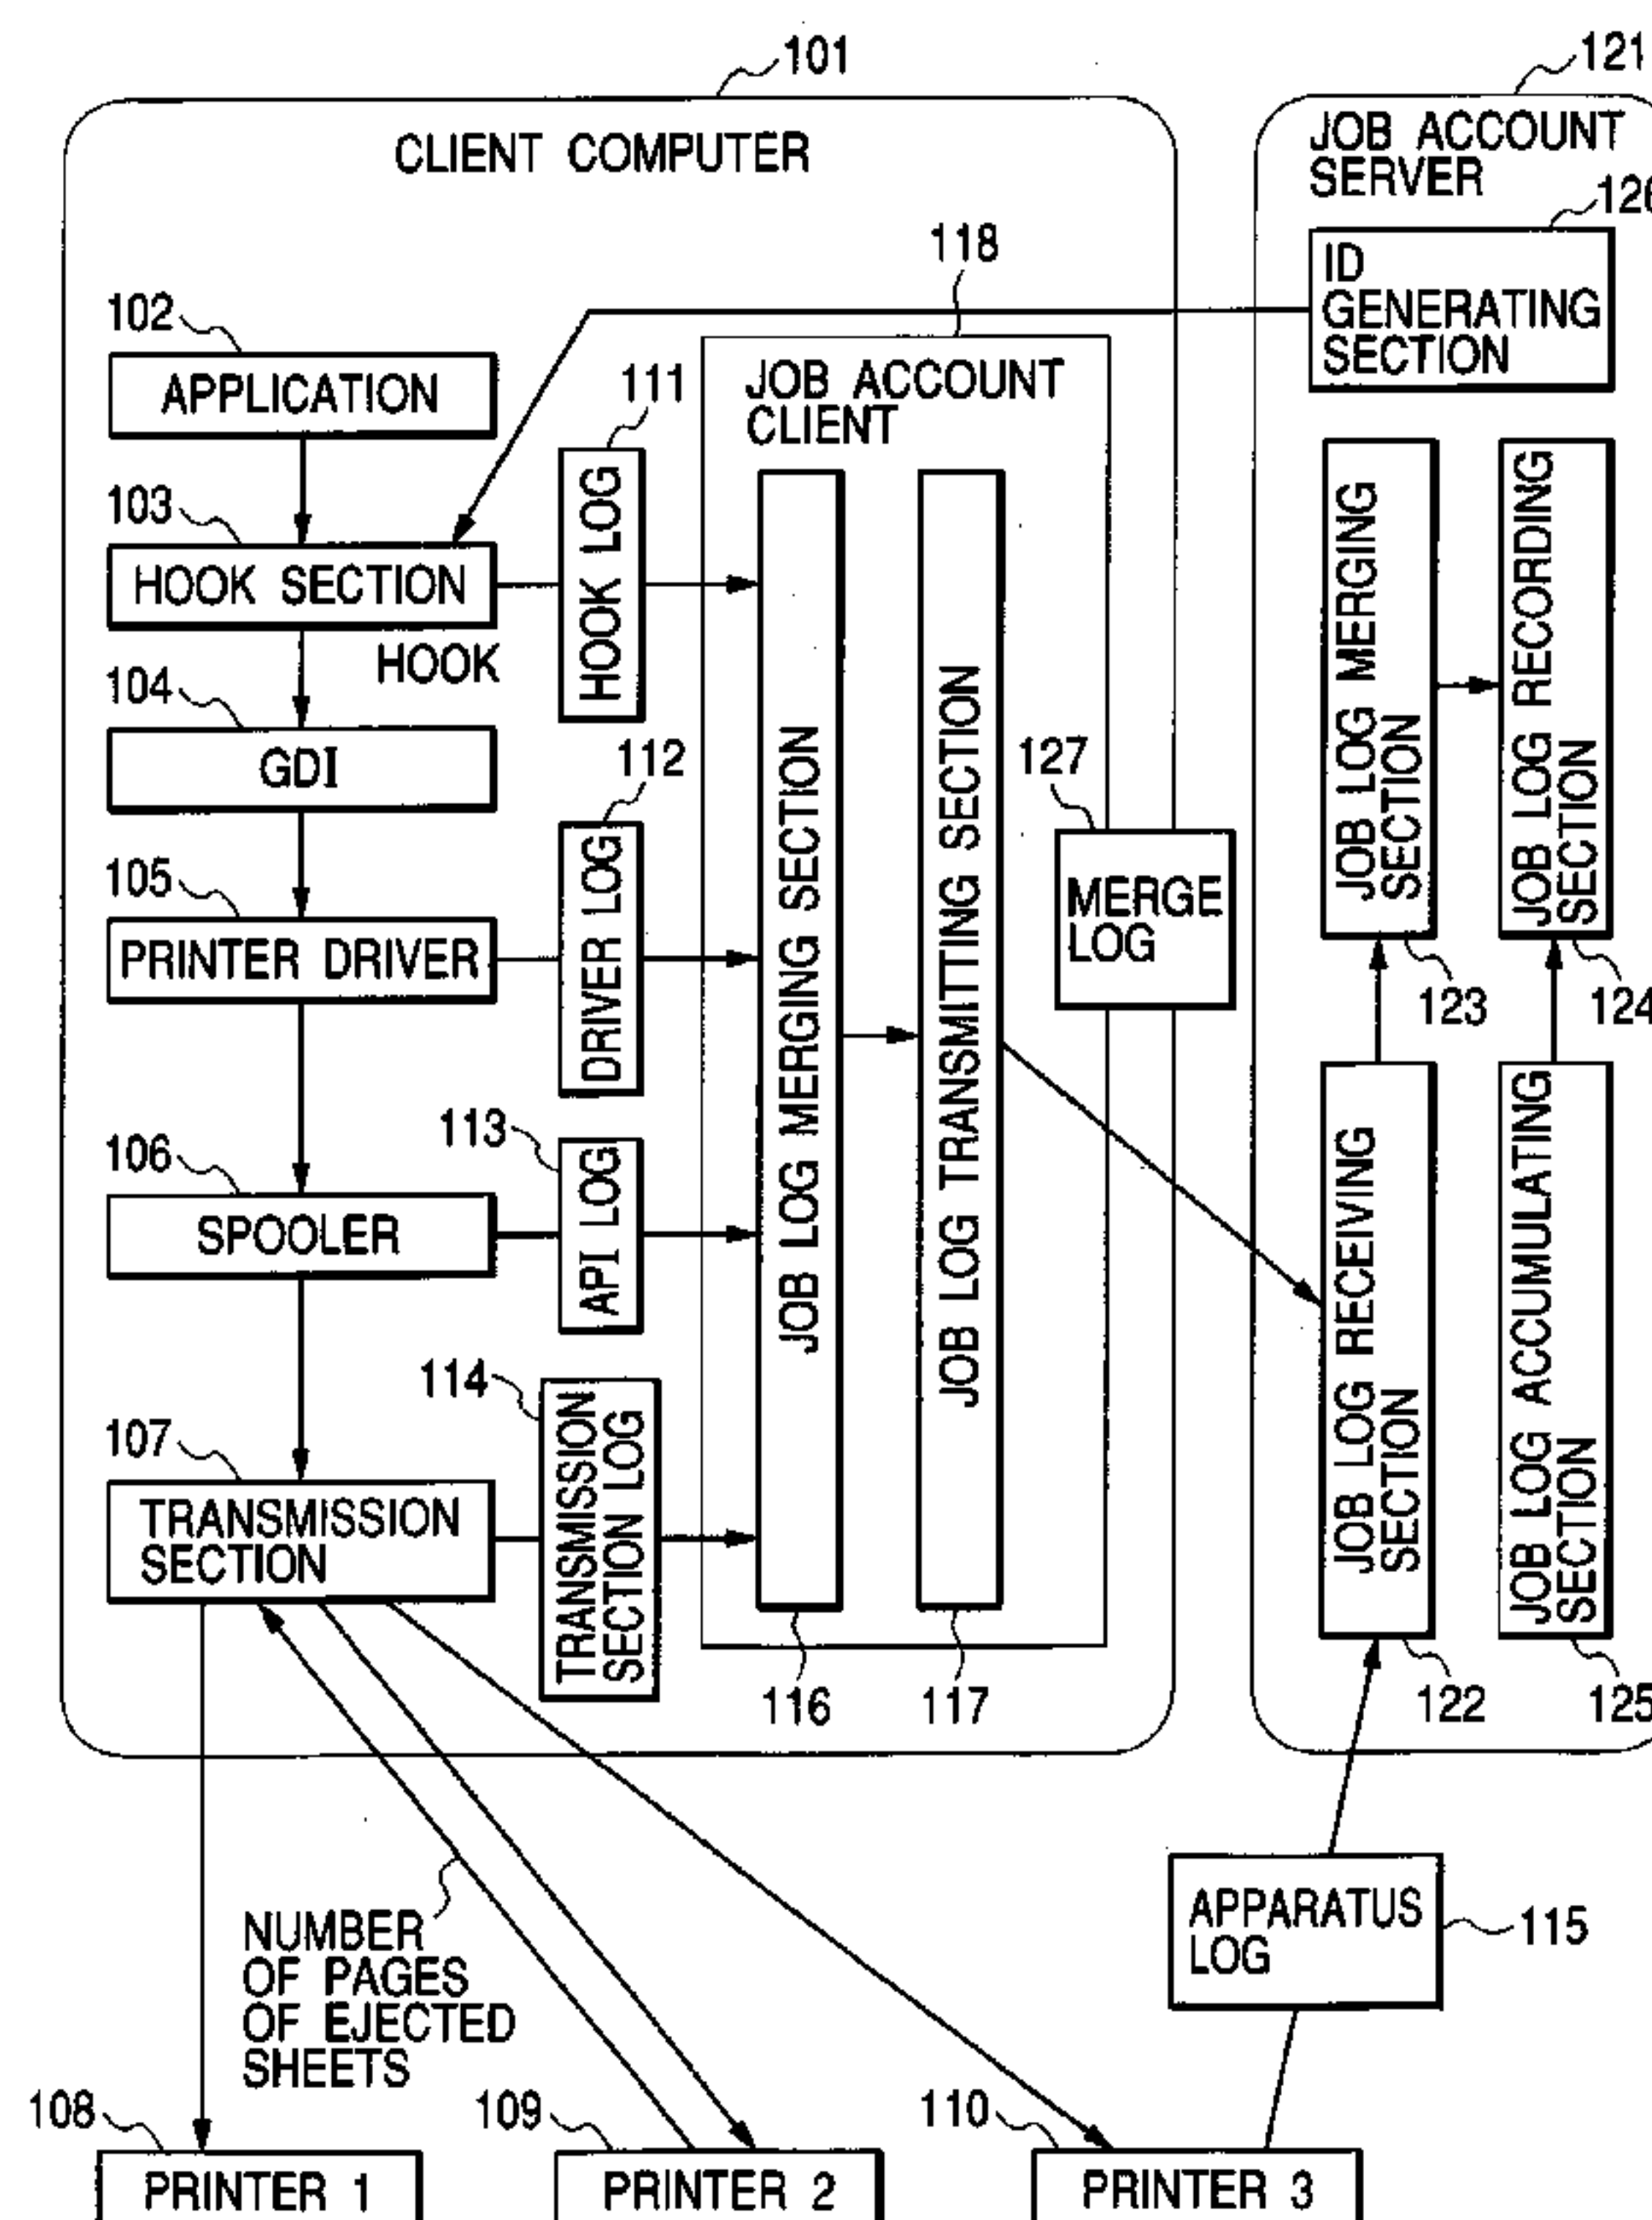 101
121
CLIENT COMPUTER
JOB ACCOUNT
SERVER
126
118
ID
GENERATING
SECTION
102
APPLICATION
111
JOB ACCOUNT
CLIENT
103
HOOK SECTION
HOOK
HOOK LOG
104
GDI
112
127
MERGE
LOG
JOB LOG MERGING
SECTION
JOB LOG RECORDING
SECTION
105
PRINTER DRIVER
DRIVER LOG
JOB LOG MERGING SECTION
JOB LOG TRANSMITTING SECTION
123
124
113
106
SPOOLER
API LOG
JOB LOG RECEIVING
SECTION
JOB LOG ACCUMULATING
SECTION
114
107
TRANSMISSION
SECTION
TRANSMISSION
SECTION LOG
116
117
122
125
NUMBER
OF PAGES
OF EJECTED
SHEETS
APPARATUS
LOG
115
108
109
110
PRINTER 1
PRINTER 2
PRINTER 3